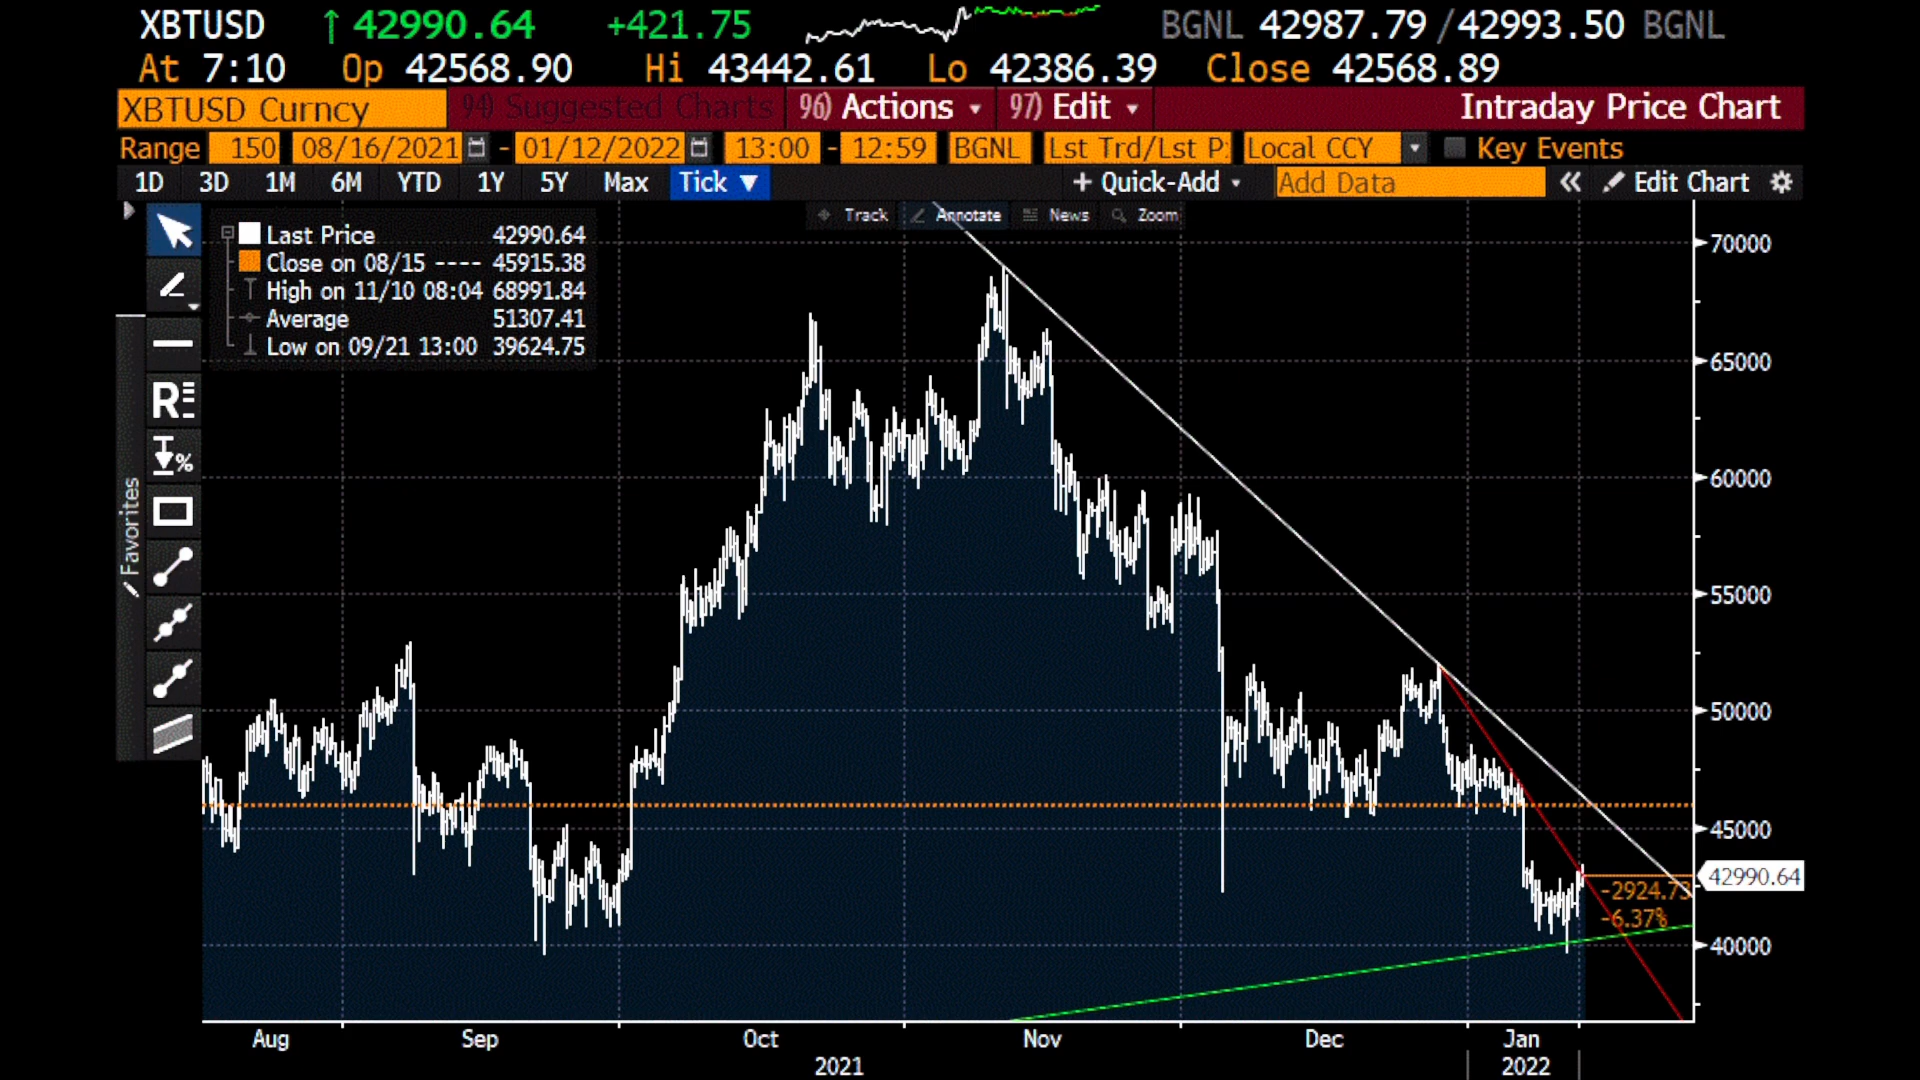 XBTUSD ↑ 42990.64 +421.75 BGNL 42987.79 / 42993.50 BGNL
At 7:10 Op 42568.90 Hi 43442.61 Lo 42386.39 Close 42568.89
XBTUSD Curncy 94) Suggested Charts 96) Actions 97) Edit Intraday Price Chart
Range 150 08/16/2021 - 01/12/2022 13:00 - 12:59 BGNL Lst Trd/Lst P Local CCY Key Events
1D 3D 1M 6M YTD 1Y 5Y Max Tick ▼ + Quick-Add Add Data « Edit Chart
Track Annotate News Zoom
Last Price 42990.64
Close on 08/15 ---- 45915.38
High on 11/10 08:04 68991.84
Average 51307.41
Low on 09/21 13:00 39624.75
R
%
Favorites
70000
65000
60000
55000
50000
45000
42990.64
-2924.73
-6.37%
40000
Aug Sep Oct Nov Dec Jan
2021 2022